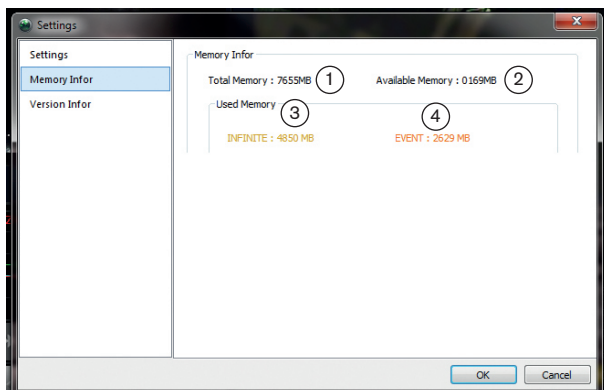 Settings
Settings
Memory Infor
Version Infor
Memory Infor
Total Memory : 7655MB 1 Available Memory : 0169MB 2
Used Memory 3 4
INFINITE : 4850 MB EVENT : 2629 MB
OK Cancel